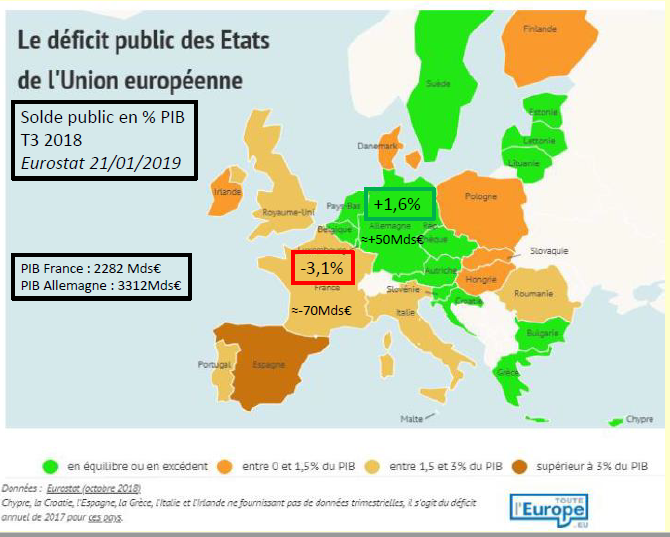 Le déficit public des Etats
de l'Union européenne
Solde public en % PIB
T3 2018
Eurostat 21/01/2019
PIB France : 2282 Mds€
PIB Allemagne : 3312Mds€
Finlande
Suède
Estonie
Lettonie
Lituanie
Danemark
Irlande
Royaume-Uni
Pays-Bas
+1,6%
Pologne
Belgique
Allemagne
Rép.
≈+50Mds€
-3,1%
Slovaquie
Autriche
Hongrie
France
Slovénie
Roumanie
Croatie
≈-70Mds€
Italie
Bulgarie
Portugal
Espagne
Grèce
Malte
Chypre
en équilibre ou en excédent
entre 0 et 1,5% du PIB
entre 1,5 et 3% du PIB
supérieur à 3% du PIB
Données : Eurostat (octobre 2018)
Chypre, la Croatie, l'Espagne, la Grèce, l'Italie et l'Irlande ne fournissant pas de données trimestrielles, il s'agit du déficit
annuel de 2017 pour ces pays.
TOUTE
l'Europe
.EU